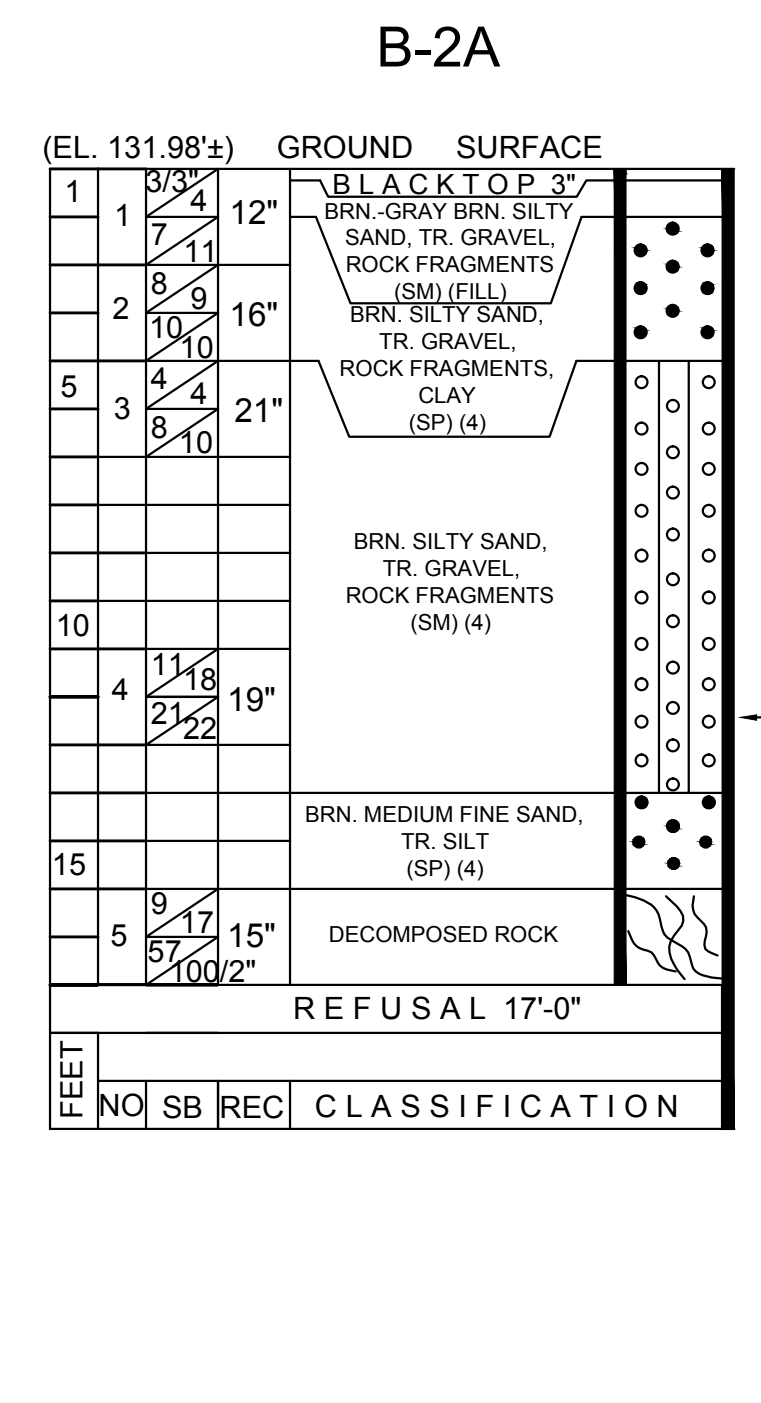 B-2A
(EL. 131.98'±) GROUND SURFACE
1
1
3/3"
4
7
11
12"
BLACKTOP 3"
BRN.-GRAY BRN. SILTY
SAND, TR. GRAVEL,
ROCK FRAGMENTS
(SM) (FILL)
2
8
9
10
10
16"
BRN. SILTY SAND,
TR. GRAVEL,
ROCK FRAGMENTS,
CLAY
(SP) (4)
5
3
4
4
8
10
21"
BRN. SILTY SAND,
TR. GRAVEL,
ROCK FRAGMENTS
(SM) (4)
10
4
11
18
21
22
19"
BRN. MEDIUM FINE SAND,
TR. SILT
(SP) (4)
15
5
9
17
57
100/2"
15"
DECOMPOSED ROCK
REFUSAL 17'-0"
FEET
NO SB REC CLASSIFICATION